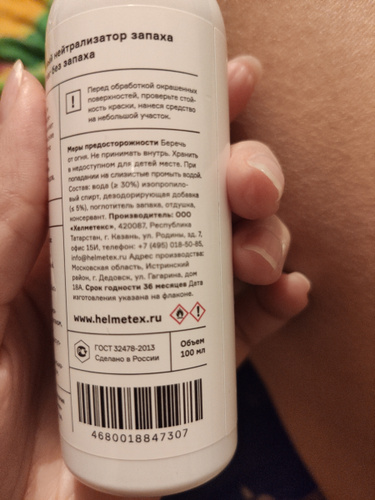 нейтрализатор запаха
без запаха
Перед обработкой окрашенных
поверхностей, проверьте стой-
кость краски, нанеся средство
на небольшой участок.
Меры предосторожности Беречь
от огня. Не принимать внутрь. Хранить
в недоступном для детей месте. При
попадании на слизистые промыть водой.
Состав: вода (≥ 30%) изопропило-
вый спирт, дезодорирующая добавка
(≤ 5%), поглотитель запаха, отдушка,
консервант. Производитель: ООО
«Хелметекс», 420087, Республика
Татарстан, г. Казань, ул. Родины, зд. 7,
офис 15И, телефон: +7 (495) 018-50-85,
info@helmetex.ru Адрес производства:
Московская область, Истринский
район, г. Дедовск, ул. Гагарина, дом
18А. Срок годности 36 месяцев Дата
изготовления указана на флаконе.
www.helmetex.ru
ГОСТ 32478-2013
Сделано в России
Объем
100 мл
4680018847307